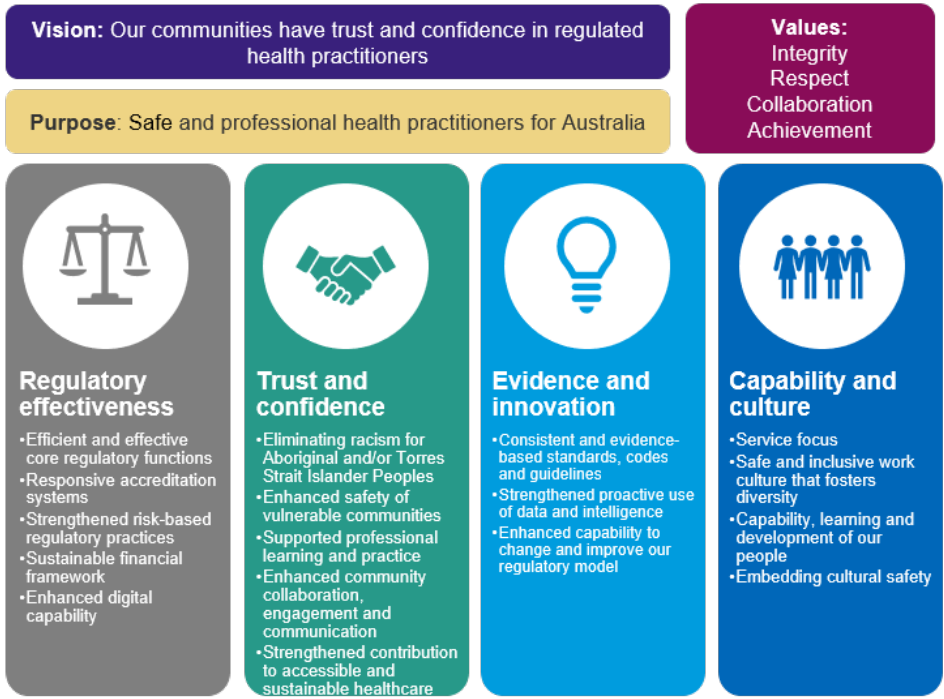 Vision: Our communities have trust and confidence in regulated
health practitioners
Purpose: Safe and professional health practitioners for Australia
Values:
Integrity
Respect
Collaboration
Achievement
Regulatory
effectiveness
•Efficient and effective
core regulatory functions
•Responsive accreditation
systems
•Strengthened risk-based
regulatory practices
•Sustainable financial
framework
•Enhanced digital
capability
Trust and
confidence
•Eliminating racism for
Aboriginal and/or Torres
Strait Islander Peoples
•Enhanced safety of
vulnerable communities
•Supported professional
learning and practice
•Enhanced community
collaboration,
engagement and
communication
•Strengthened contribution
to accessible and
sustainable healthcare
Evidence and
innovation
•Consistent and evidence-
based standards, codes
and guidelines
•Strengthened proactive use
of data and intelligence
•Enhanced capability to
change and improve our
regulatory model
Capability and
culture
•Service focus
•Safe and inclusive work
culture that fosters
diversity
•Capability, learning and
development of our
people
•Embedding cultural safety